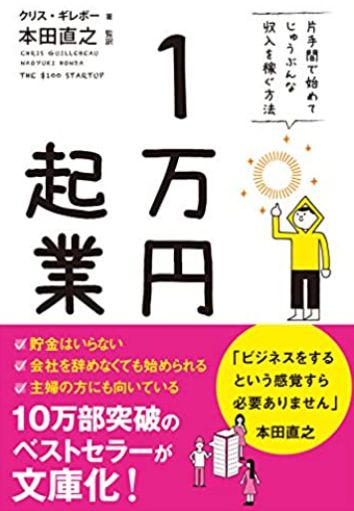 クリス・ギレボー 著
本田直之 監訳
CHRIS GUILLEBEAU
NAOYUKI HONDA
THE $100 STARTUP
片手間で始めて
じゅうぶんな
収入を稼ぐ方法
1万円
起業
貯金はいらない
会社を辞めなくても始められる
主婦の方にも向いている
10万部突破の
ベストセラーが
文庫化！
「ビジネスをする
という感覚すら
必要ありません」
本田直之